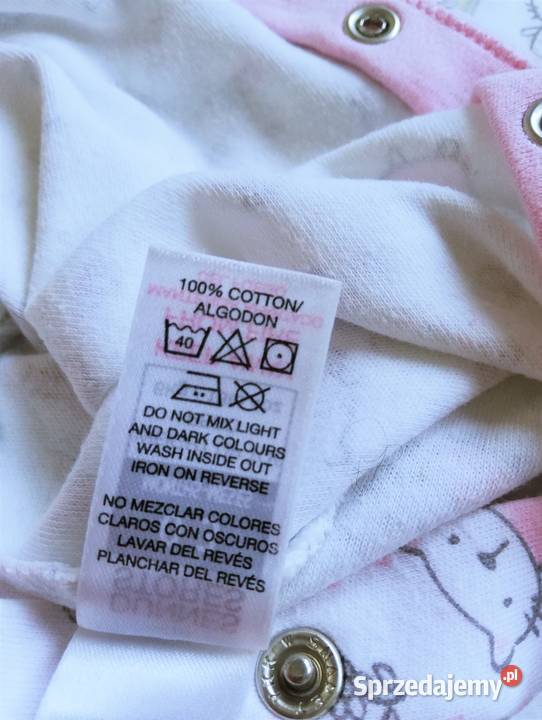 100% COTTON/
ALGODON
40
DO NOT MIX LIGHT
AND DARK COLOURS
WASH INSIDE OUT
IRON ON REVERSE
NO MEZCLAR COLORES
CLAROS CON OSCUROS
LAVAR DEL REVÉS
PLANCHAR DEL REVÉS
Sprzedajemy.pl